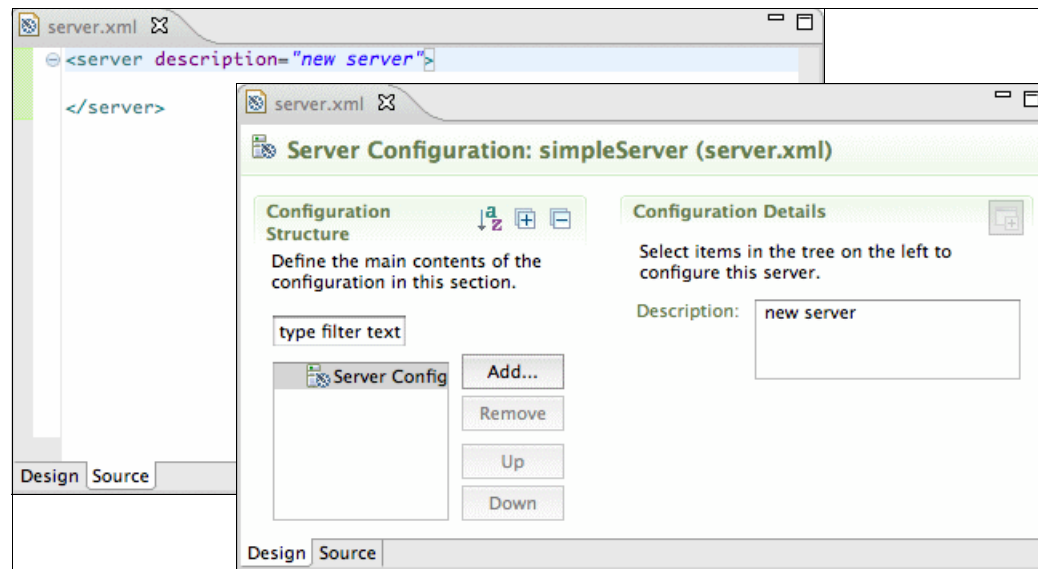 server.xml
<server description="new server">
</server>
Design Source
server.xml
Server Configuration: simpleServer (server.xml)
Configuration
Structure
a
z
Define the main contents of the
configuration in this section.
type filter text
Server Config
Add...
Remove
Up
Down
Configuration Details
Select items in the tree on the left to
configure this server.
Description: new server
Design Source